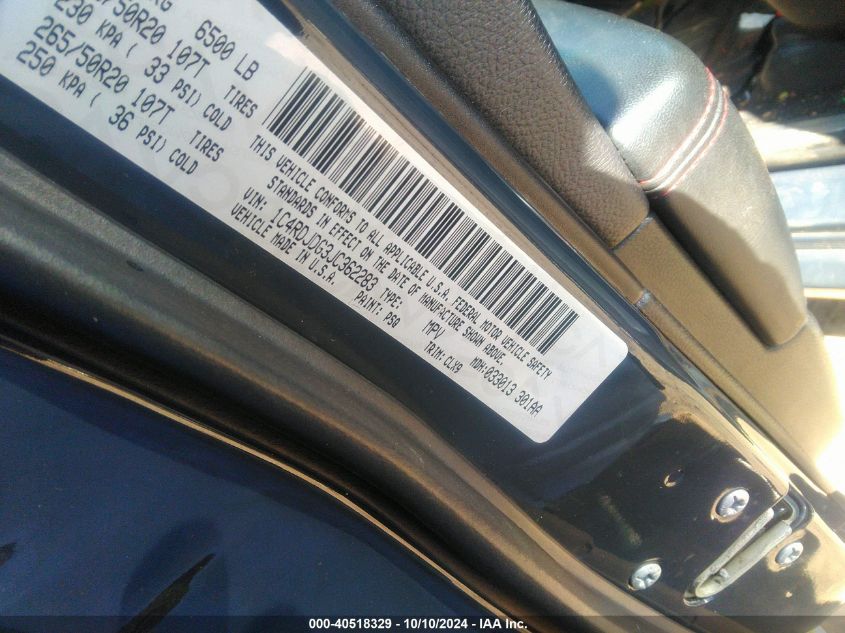 KG 6500 LB
/50R20 107T TIRES
230 KPA ( 33 PSI) COLD
265/50R20 107T TIRES
250 KPA ( 36 PSI) COLD
THIS VEHICLE CONFORMS TO ALL APPLICABLE U.S.A. FEDERAL MOTOR VEHICLE SAFETY
STANDARDS IN EFFECT ON THE DATE OF MANUFACTURE SHOWN ABOVE.
VIN: 1C4RDJDG3JC362283 TYPE: MPV MDH:033013 301AA
VEHICLE MADE IN U.S.A. PAINT: PSQ TRIM:CLX9
000-40518329 - 10/10/2024 - IAA Inc.